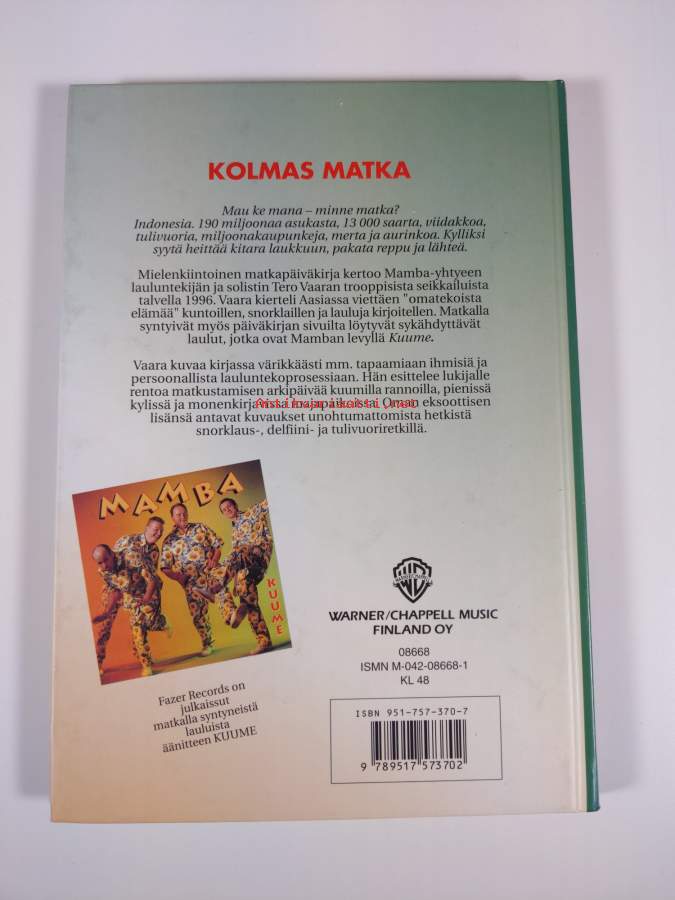 KOLMAS MATKA
Mau ke mana – minne matka?
Indonesia. 190 miljoonaa asukasta, 13 000 saarta, viidakkoa,
tulivuoria, miljoonakaupunkeja, merta ja aurinkoa. Kylliksi
syytä heittää kitara laukkuun, pakata reppu ja lähteä.
Mielenkiintoinen matkapäiväkirja kertoo Mamba-yhtyeen
lauluntekijän ja solistin Tero Vaaran trooppisista seikkailuista
talvella 1996. Vaara kierteli Aasiassa viettäen "omatekoista
elämää" kuntoillen, snorklaillen ja lauluja kirjoitellen. Matkalla
syntyivät myös päiväkirjan sivuilta löytyvät sykähdyttävät
laulut, jotka ovat Mamban levyllä Kuume.
Vaara kuvaa kirjassa värikkäästi mm. tapaamiaan ihmisiä ja
persoonallista lauluntekoprosessiaan. Hän esittelee lukijalle
rentoa matkustamisen arkipäivää kuumilla rannoilla, pienissä
kylissä ja monenkirjavista majapaikoissa. Oman eksoottisen
Antikvariaatti.net
lisänsä antavat kuvaukset unohtumattomista hetkistä
snorklaus-, delfiini- ja tulivuoriretkillä.
MAMBA
KUUME
Fazer Records on
julkaissut
matkalla syntyneistä
lauluista
äänitteen KUUME
WARNER/CHAPPELL MUSIC
FINLAND OY
08668
ISMN M-042-08668-1
KL 48
ISBN 951-757-370-7
9 789517 573702